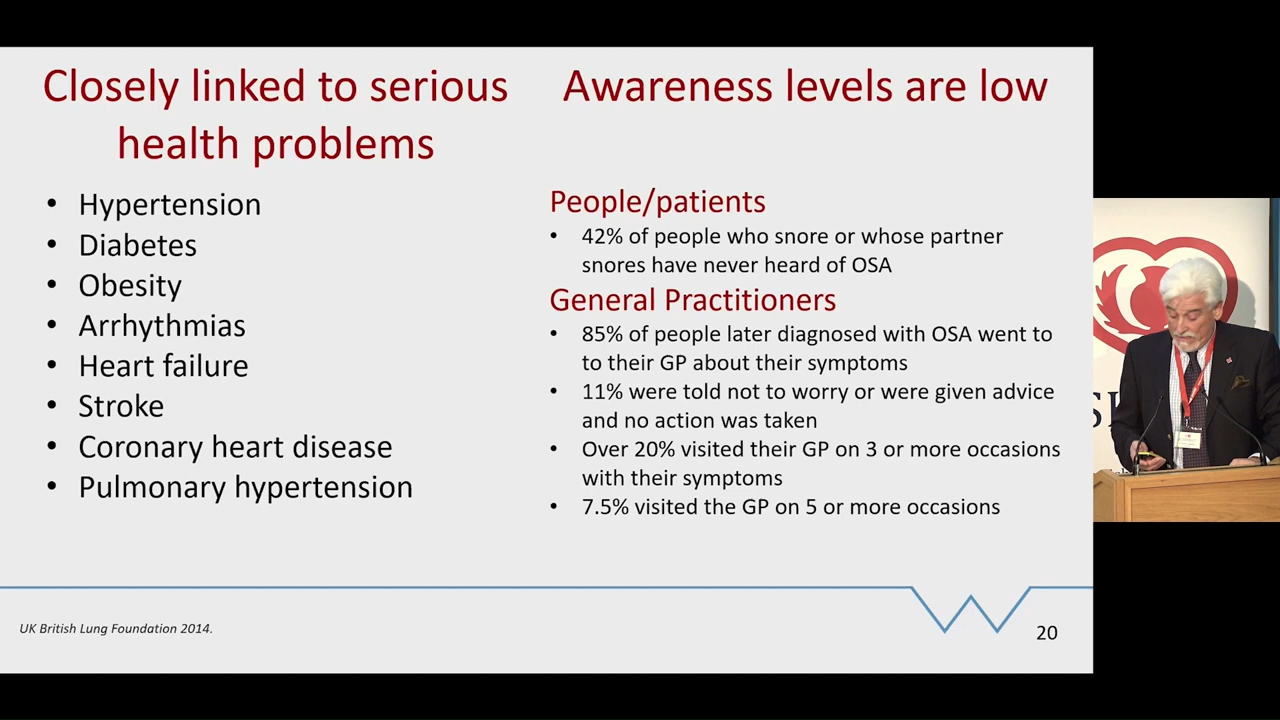 Closely linked to serious
health problems
• Hypertension
• Diabetes
• Obesity
• Arrhythmias
• Heart failure
• Stroke
• Coronary heart disease
• Pulmonary hypertension
Awareness levels are low
People/patients
• 42% of people who snore or whose partner
snores have never heard of OSA
General Practitioners
• 85% of people later diagnosed with OSA went to
to their GP about their symptoms
• 11% were told not to worry or were given advice
and no action was taken
• Over 20% visited their GP on 3 or more occasions
with their symptoms
• 7.5% visited the GP on 5 or more occasions
UK British Lung Foundation 2014.
20